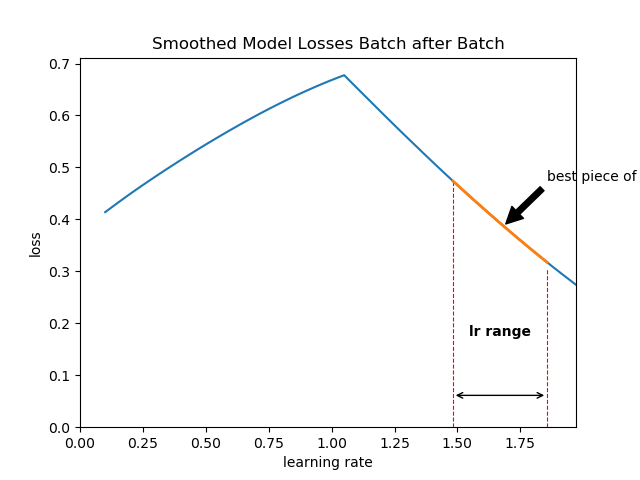 Smoothed Model Losses Batch after Batch
0.7
0.6
0.5
0.4
0.3
0.2
0.1
0.0
loss
best piece of
lr range
0.00 0.25 0.50 0.75 1.00 1.25 1.50 1.75
learning rate